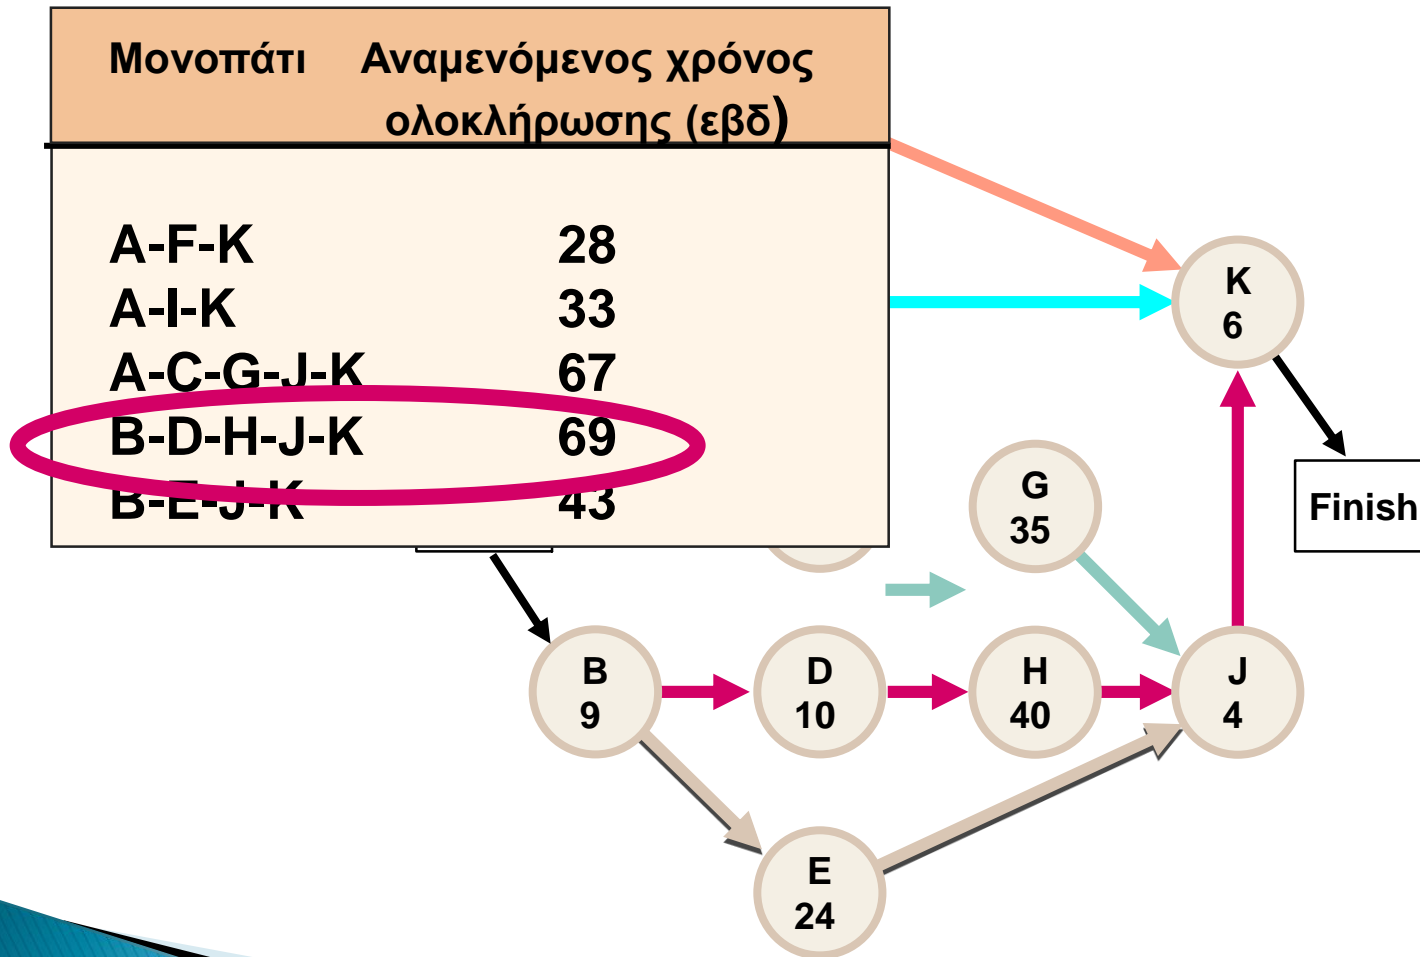 Μονοπάτι Αναμενόμενος χρόνος
ολοκλήρωσης (εβδ)
A-F-K 28
A-I-K 33
A-C-G-J-K 67
B-D-H-J-K 69
B-E-J-K 43
K
6
Finish
G
35
B
9
D
10
H
40
J
4
E
24